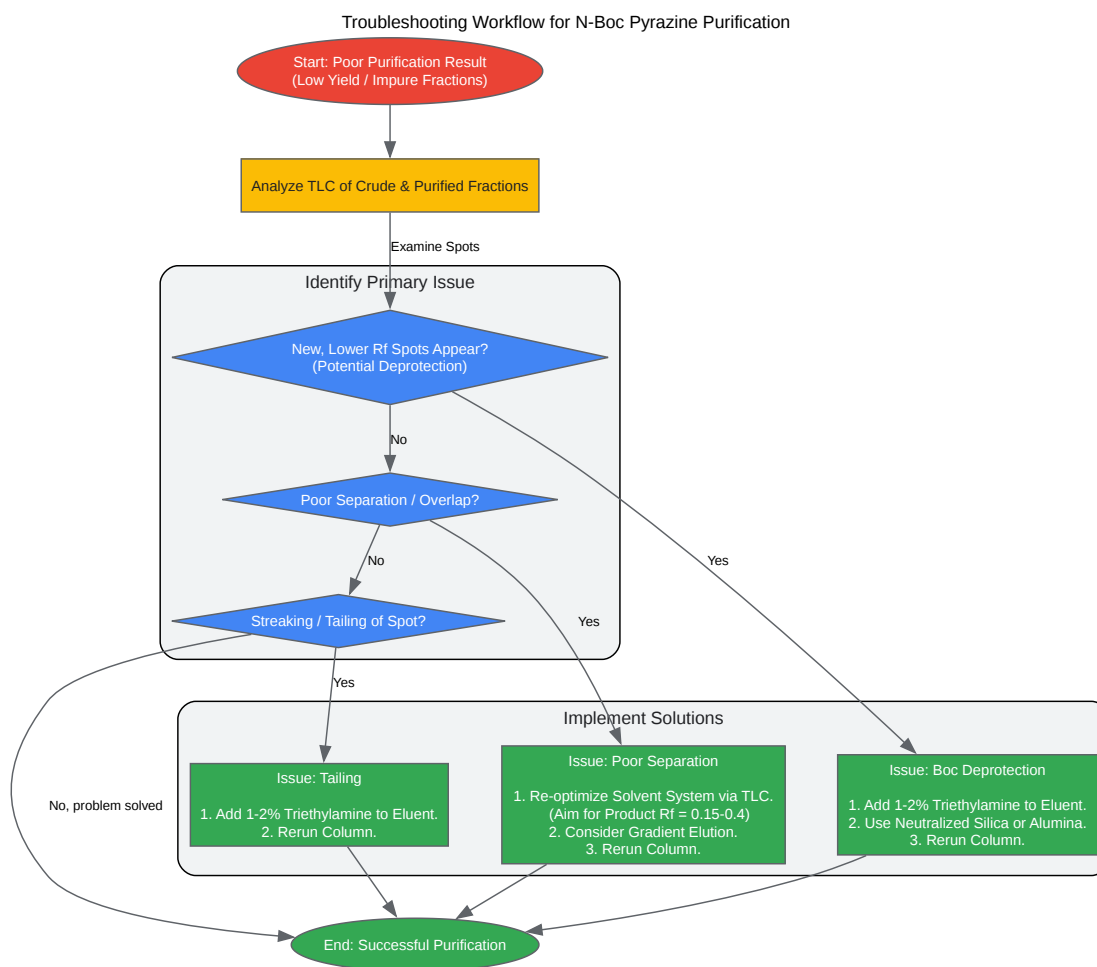 Troubleshooting Workflow for N-Boc Pyrazine Purification
Start: Poor Purification Result
(Low Yield / Impure Fractions)
Analyze TLC of Crude & Purified Fractions
Examine Spots
Identify Primary Issue
New, Lower Rf Spots Appear?
(Potential Deprotection)
No
Poor Separation / Overlap?
Yes
No
Streaking / Tailing of Spot?
Yes
Yes
Implement Solutions
Issue: Tailing
1. Add 1-2% Triethylamine to Eluent.
2. Rerun Column.
Issue: Poor Separation
1. Re-optimize Solvent System via TLC.
(Aim for Product Rf = 0.15-0.4)
2. Consider Gradient Elution.
3. Rerun Column.
Issue: Boc Deprotection
1. Add 1-2% Triethylamine to Eluent.
2. Use Neutralized Silica or Alumina.
3. Rerun Column.
No, problem solved
End: Successful Purification